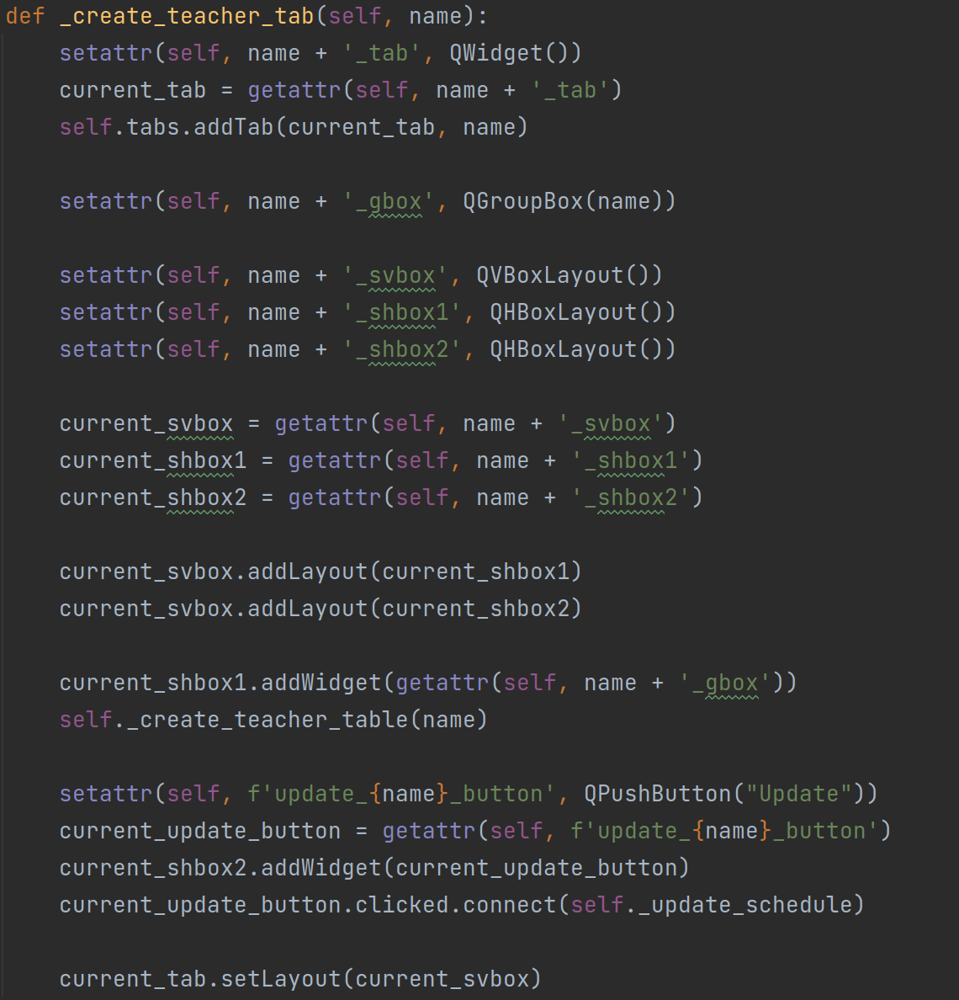 def _create_teacher_tab(self, name):
    setattr(self, name + '_tab', QWidget())
    current_tab = getattr(self, name + '_tab')
    self.tabs.addTab(current_tab, name)

    setattr(self, name + '_gbox', QGroupBox(name))

    setattr(self, name + '_svbox', QVBoxLayout())
    setattr(self, name + '_shbox1', QHBoxLayout())
    setattr(self, name + '_shbox2', QHBoxLayout())

    current_svbox = getattr(self, name + '_svbox')
    current_shbox1 = getattr(self, name + '_shbox1')
    current_shbox2 = getattr(self, name + '_shbox2')

    current_svbox.addLayout(current_shbox1)
    current_svbox.addLayout(current_shbox2)

    current_shbox1.addWidget(getattr(self, name + '_gbox'))
    self._create_teacher_table(name)

    setattr(self, f'update_{name}_button', QPushButton("Update"))
    current_update_button = getattr(self, f'update_{name}_button')
    current_shbox2.addWidget(current_update_button)
    current_update_button.clicked.connect(self._update_schedule)

    current_tab.setLayout(current_svbox)